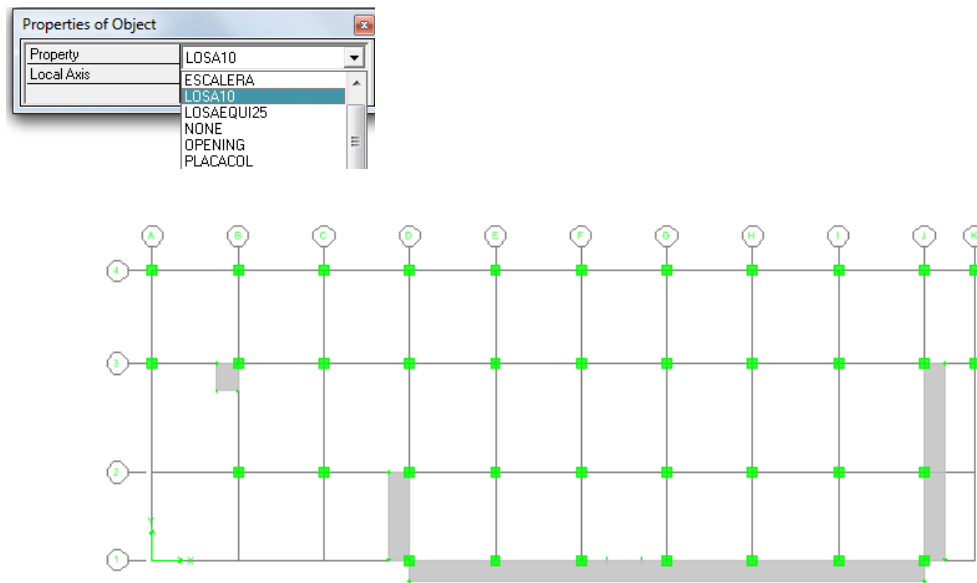 Properties of Object
Property LOSA10
Local Axis
ESCALERA
LOSA10
LOSAEQUI25
NONE
OPENING
PLACACOL
A B C D E F G H I J K
4
3
2
Y
X
1